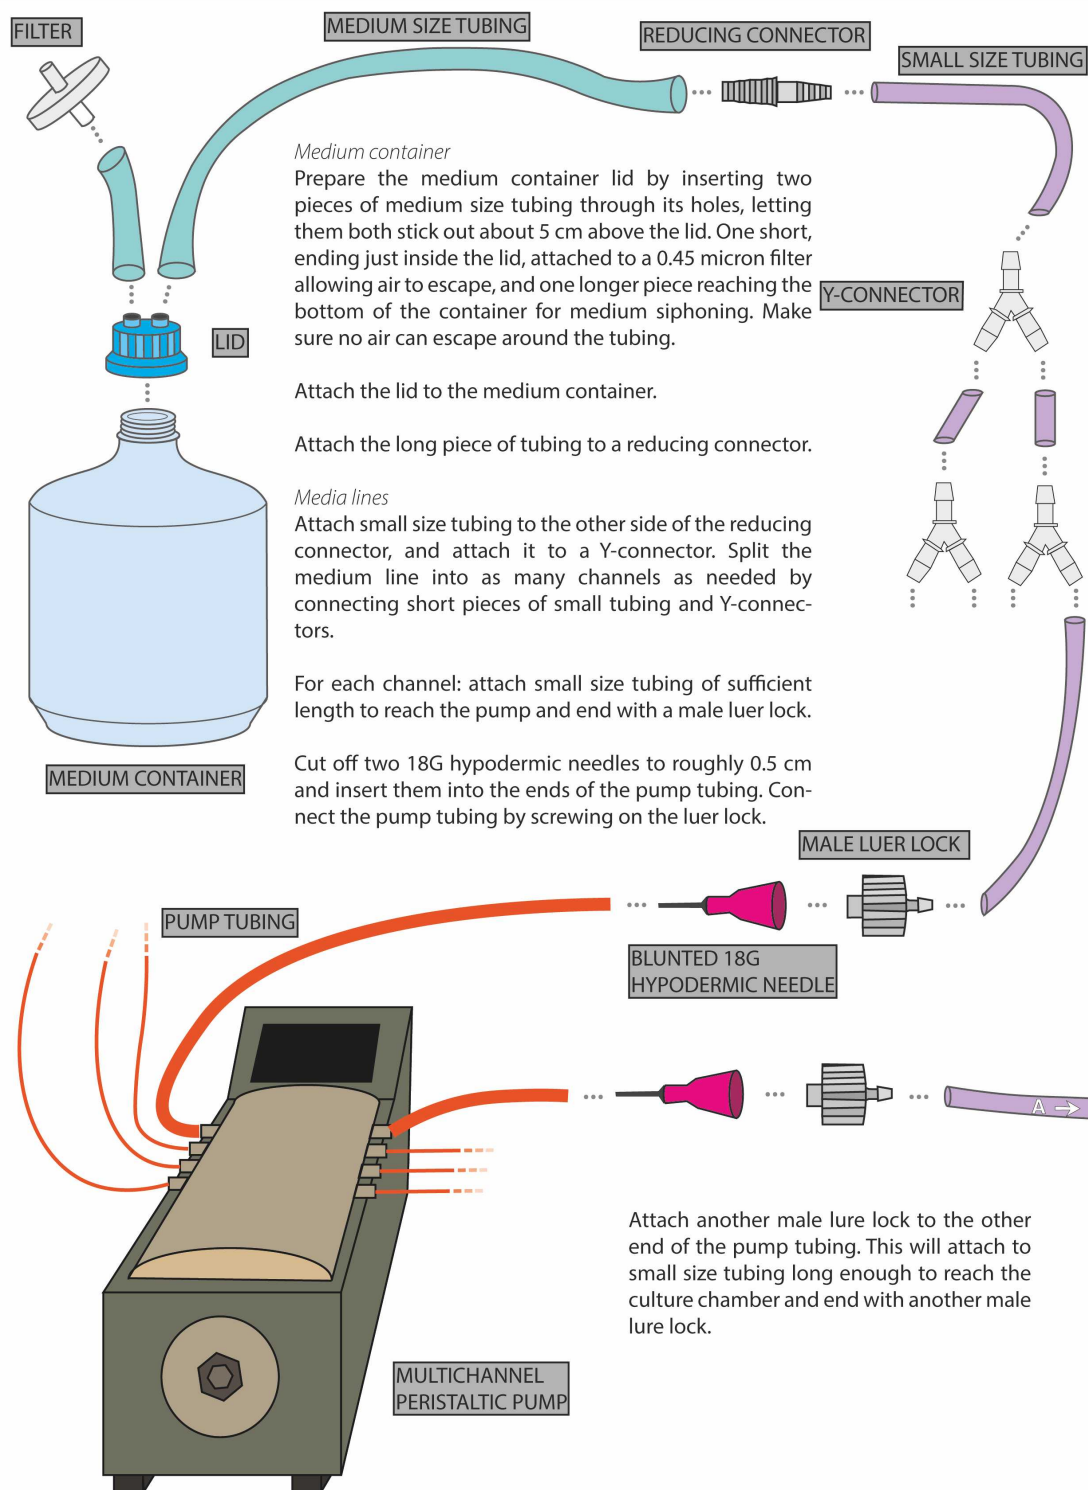 FILTER
MEDIUM SIZE TUBING
REDUCING CONNECTOR
SMALL SIZE TUBING
Medium container
Prepare the medium container lid by inserting two
pieces of medium size tubing through its holes, letting
them both stick out about 5 cm above the lid. One short,
ending just inside the lid, attached to a 0.45 micron filter
allowing air to escape, and one longer piece reaching the
bottom of the container for medium siphoning. Make
sure no air can escape around the tubing.
Y-CONNECTOR
LID
Attach the lid to the medium container.
Attach the long piece of tubing to a reducing connector.
Media lines
Attach small size tubing to the other side of the reducing
connector, and attach it to a Y-connector. Split the
medium line into as many channels as needed by
connecting short pieces of small tubing and Y-connec-
tors.
For each channel: attach small size tubing of sufficient
length to reach the pump and end with a male luer lock.
MEDIUM CONTAINER
Cut off two 18G hypodermic needles to roughly 0.5 cm
and insert them into the ends of the pump tubing. Con-
nect the pump tubing by screwing on the luer lock.
MALE LUER LOCK
PUMP TUBING
BLUNTED 18G
HYPODERMIC NEEDLE
A
Attach another male lure lock to the other
end of the pump tubing. This will attach to
small size tubing long enough to reach the
culture chamber and end with another male
lure lock.
MULTICHANNEL
PERISTALTIC PUMP